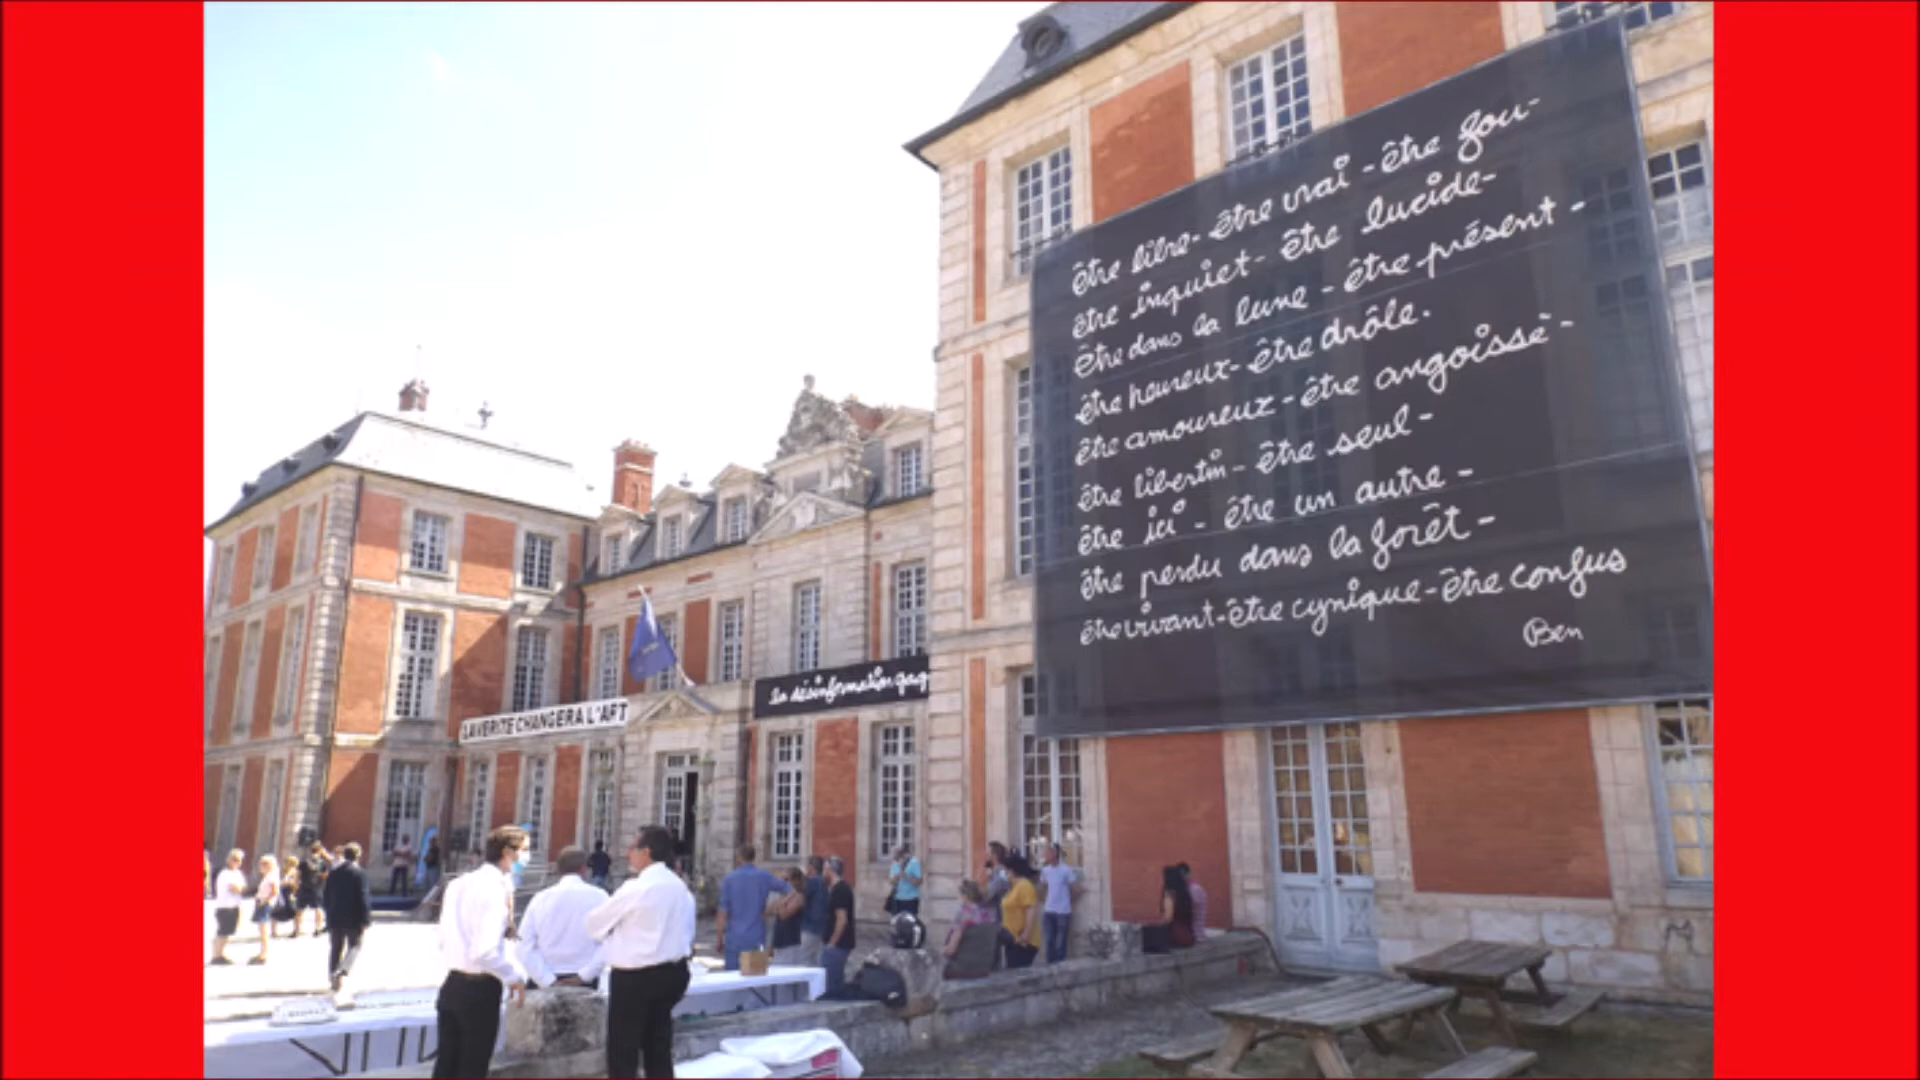 être libre - être vrai - être fou -
être inquiet - être lucide -
être dans la lune - être présent -
être heureux - être drôle.
être amoureux - être angoissé -
être libertin - être seul -
être ici - être un autre -
être perdu dans la forêt -
être vivant - être cynique - être confus
Ben
LA VERITE CHANGERA L'ART
la désinformation gag